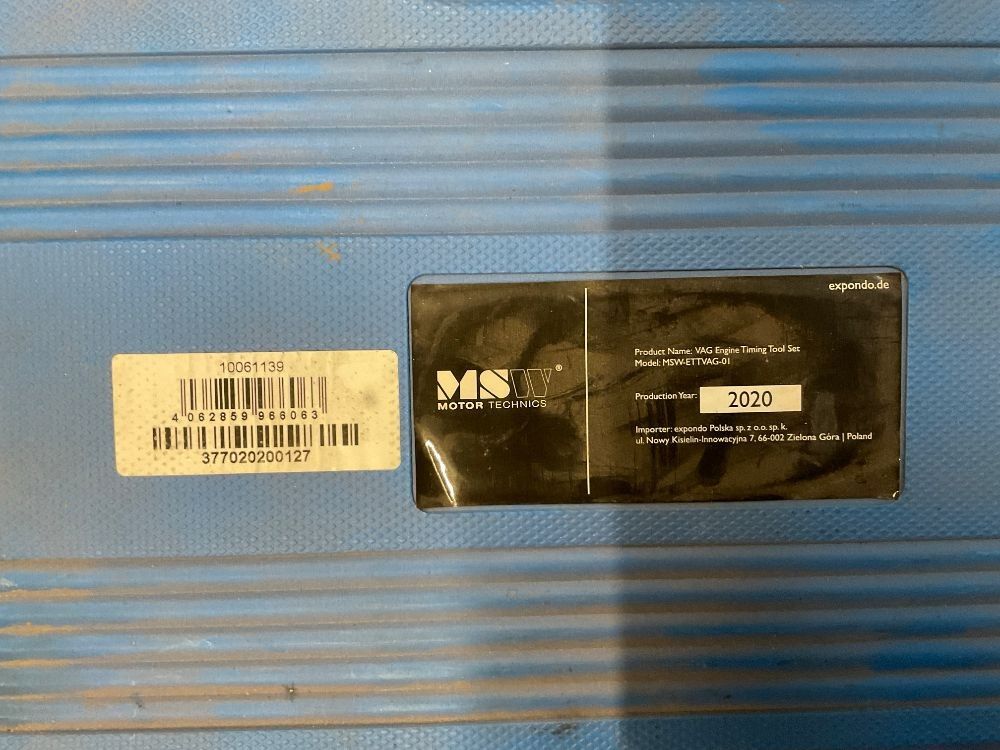 10061139
4 062859 966063
377020200127
expondo.de
MSW®
MOTOR TECHNICS
Product Name: VAG Engine Timing Tool Set
Model: MSW-ETTVAG-01
Production Year: 2020
Importer: expondo Polska sp. z o.o. sp. k.
ul. Nowy Kisielin-Innowacyjna 7, 66-002 Zielona Góra | Poland